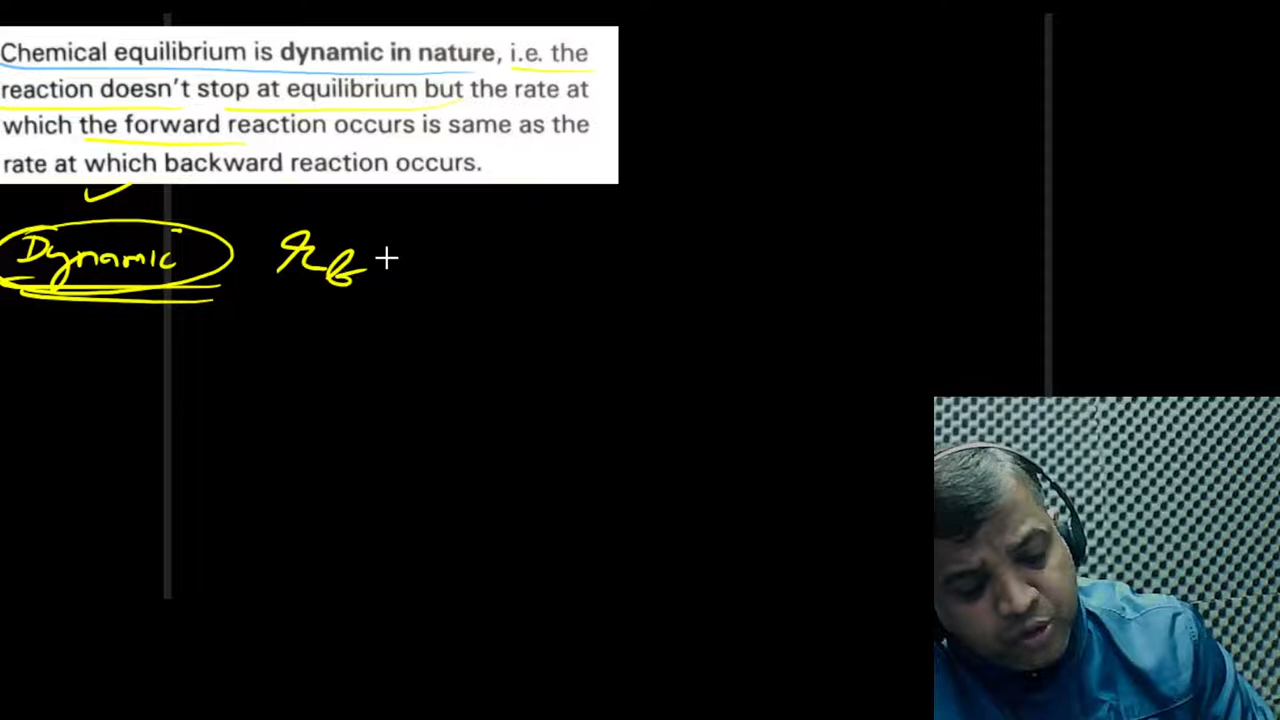 Chemical equilibrium is dynamic in nature, i.e. the
reaction doesn't stop at equilibrium but the rate at
which the forward reaction occurs is same as the
rate at which backward reaction occurs.
Dynamic